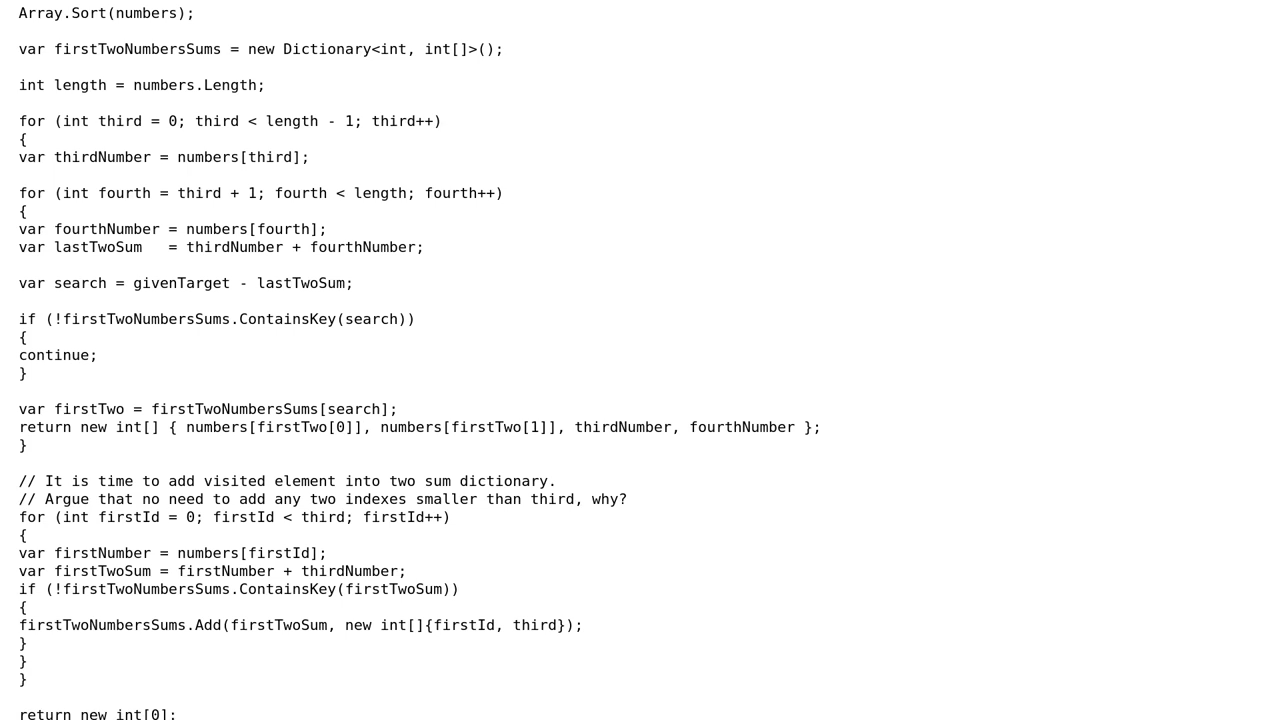 Array.Sort(numbers);
var firstTwoNumbersSums = new Dictionary<int, int[]>();
int length = numbers.Length;
for (int third = 0; third < length - 1; third++)
{
var thirdNumber = numbers[third];
for (int fourth = third + 1; fourth < length; fourth++)
{
var fourthNumber = numbers[fourth];
var lastTwoSum   = thirdNumber + fourthNumber;
var search = givenTarget - lastTwoSum;
if (!firstTwoNumbersSums.ContainsKey(search))
{
continue;
}
var firstTwo = firstTwoNumbersSums[search];
return new int[] { numbers[firstTwo[0]], numbers[firstTwo[1]], thirdNumber, fourthNumber };
}
// It is time to add visited element into two sum dictionary.
// Argue that no need to add any two indexes smaller than third, why?
for (int firstId = 0; firstId < third; firstId++)
{
var firstNumber = numbers[firstId];
var firstTwoSum = firstNumber + thirdNumber;
if (!firstTwoNumbersSums.ContainsKey(firstTwoSum))
{
firstTwoNumbersSums.Add(firstTwoSum, new int[]{firstId, third});
}
}
}
return new int[0];